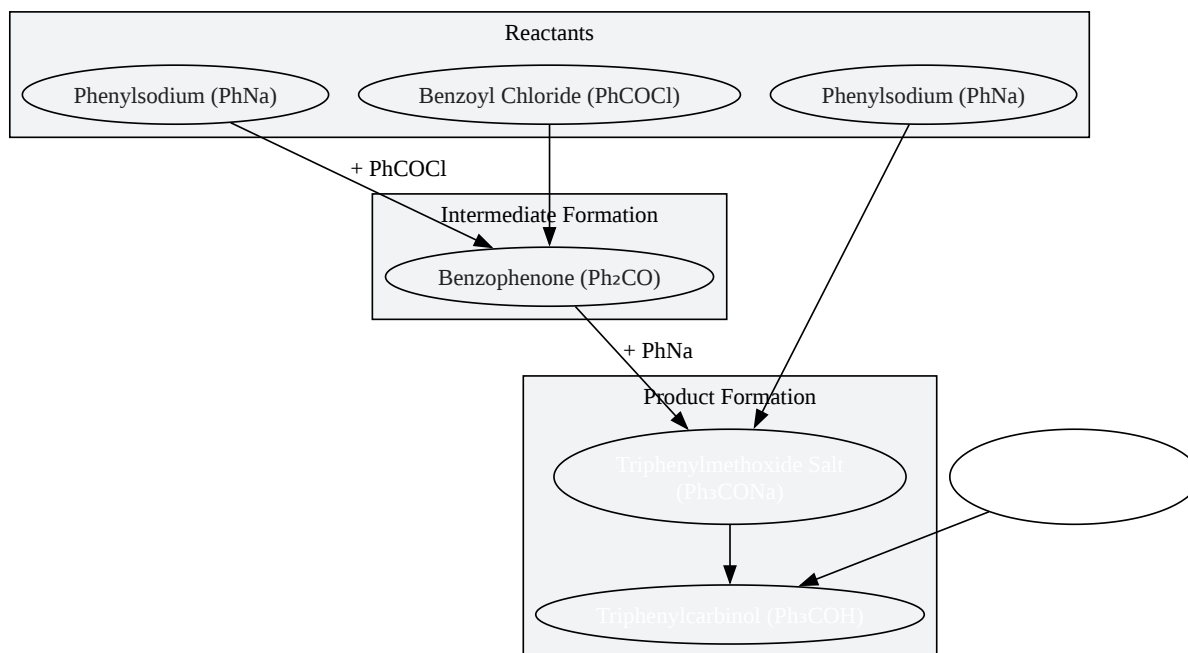 Reactants
Phenylsodium (PhNa)
Benzoyl Chloride (PhCOCl)
Phenylsodium (PhNa)
+ PhCOCl
Intermediate Formation
Benzophenone (Ph₂CO)
+ PhNa
Product Formation
Triphenylmethoxide Salt
(Ph₃CONa)
Triphenylcarbinol (Ph₃COH)